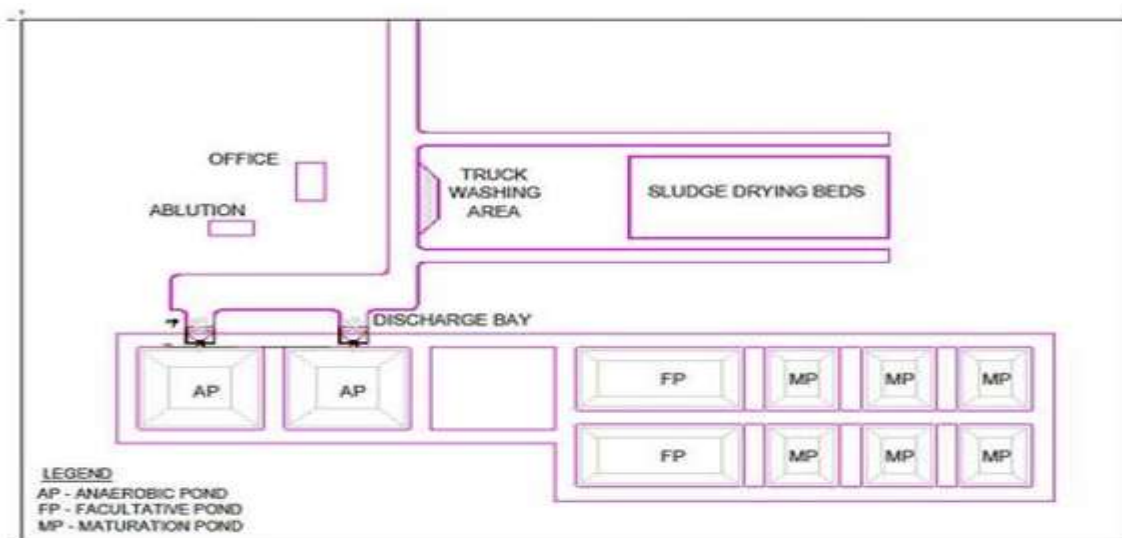 OFFICE
ABLUTION
TRUCK
WASHING
AREA
SLUDGE DRYING BEDS
DISCHARGE BAY
AP
AP
FP
MP
MP
MP
FP
MP
MP
MP
LEGEND
AP - ANAEROBIC POND
FP - FACULTATIVE POND
MP - MATURATION POND